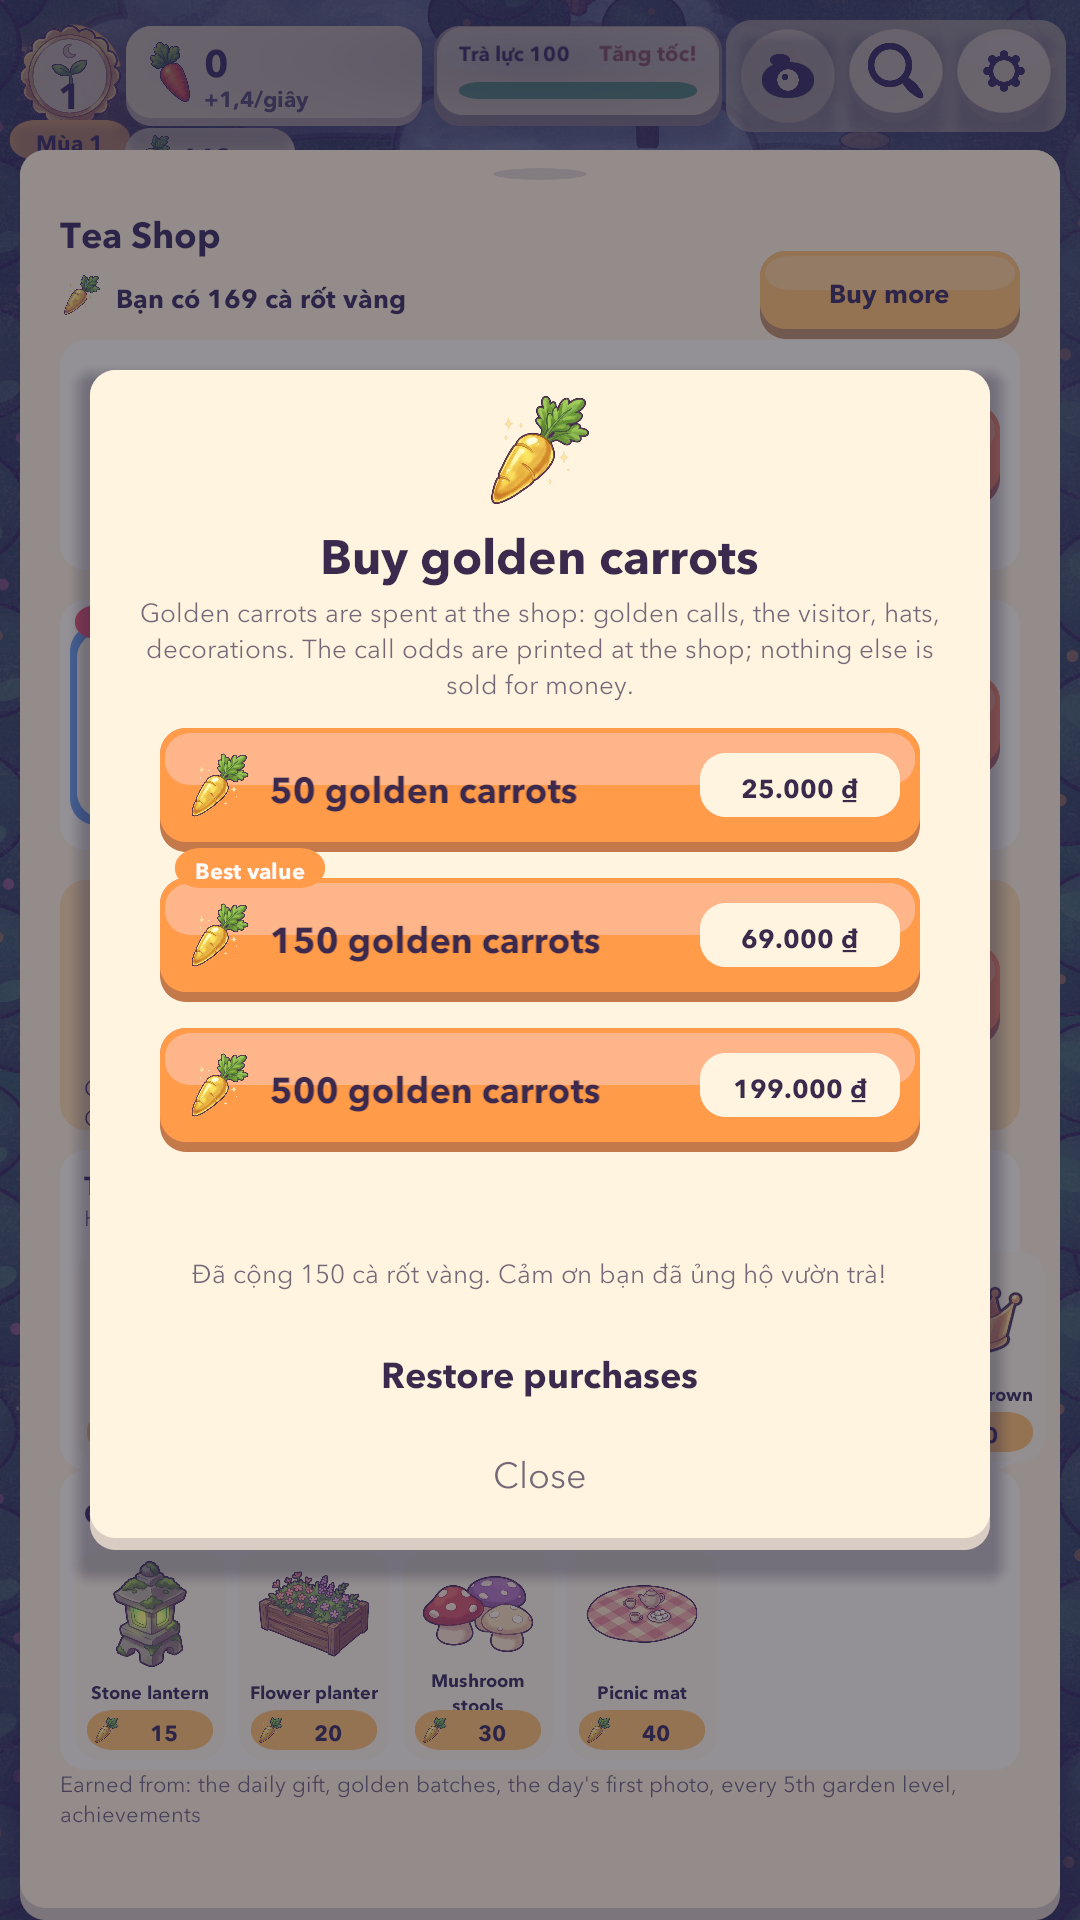 1
0
+1,4/giây
Trà lực 100
Tăng tốc!
Mùa 1
Tea Shop
Bạn có 169 cà rốt vàng
Buy more
Buy golden carrots
Golden carrots are spent at the shop: golden calls, the visitor, hats,
decorations. The call odds are printed at the shop; nothing else is
sold for money.
50 golden carrots
25.000 ₫
Best value
150 golden carrots
69.000 ₫
500 golden carrots
199.000 ₫
Đã cộng 150 cà rốt vàng. Cảm ơn bạn đã ủng hộ vườn trà!
Restore purchases
Close
Stone lantern
Flower planter
Mushroom
stools
Picnic mat
15
20
30
40
Earned from: the daily gift, golden batches, the day's first photo, every 5th garden level,
achievements